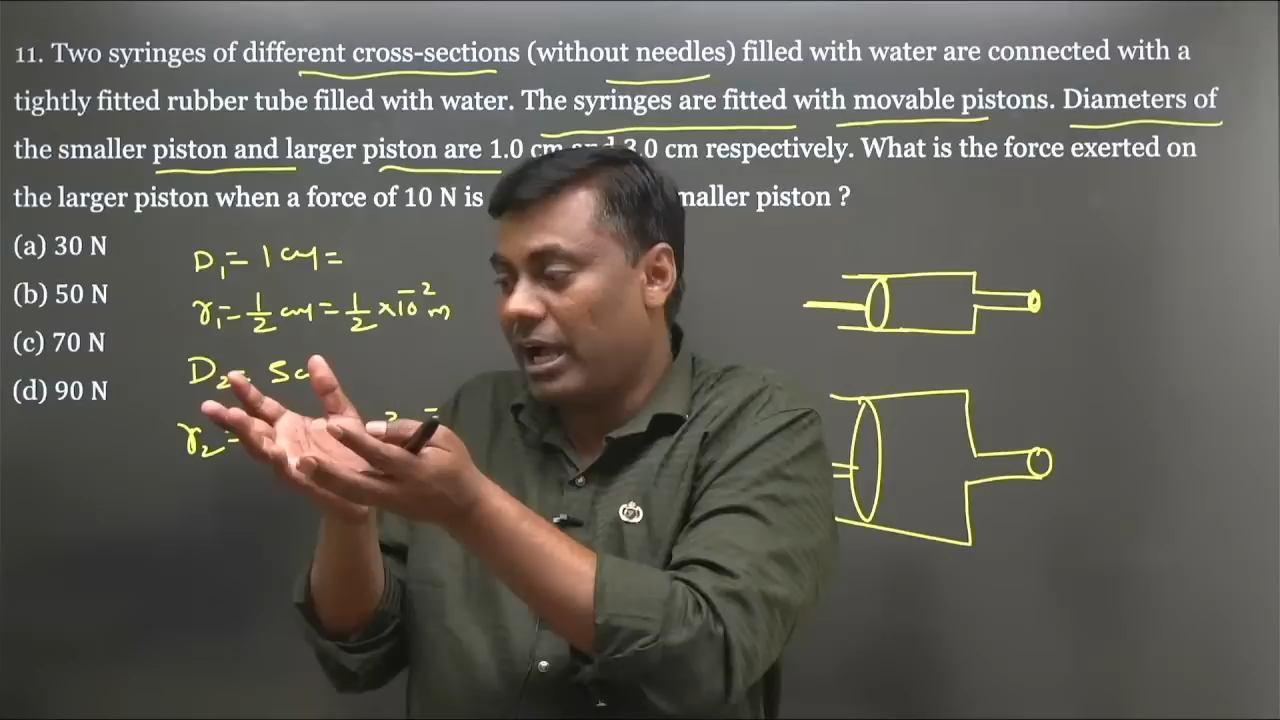 11. Two syringes of different cross-sections (without needles) filled with water are connected with a
tightly fitted rubber tube filled with water. The syringes are fitted with movable pistons. Diameters of
the smaller piston and larger piston are 1.0 cm and 3.0 cm respectively. What is the force exerted on
the larger piston when a force of 10 N is maller piston ?
(a) 30 N
D₁ = 1 cm =
(b) 50 N
r₁ = 1/2 cm = 1/2 × 10⁻² m
(c) 70 N
D₂ =
(d) 90 N
r₂ =